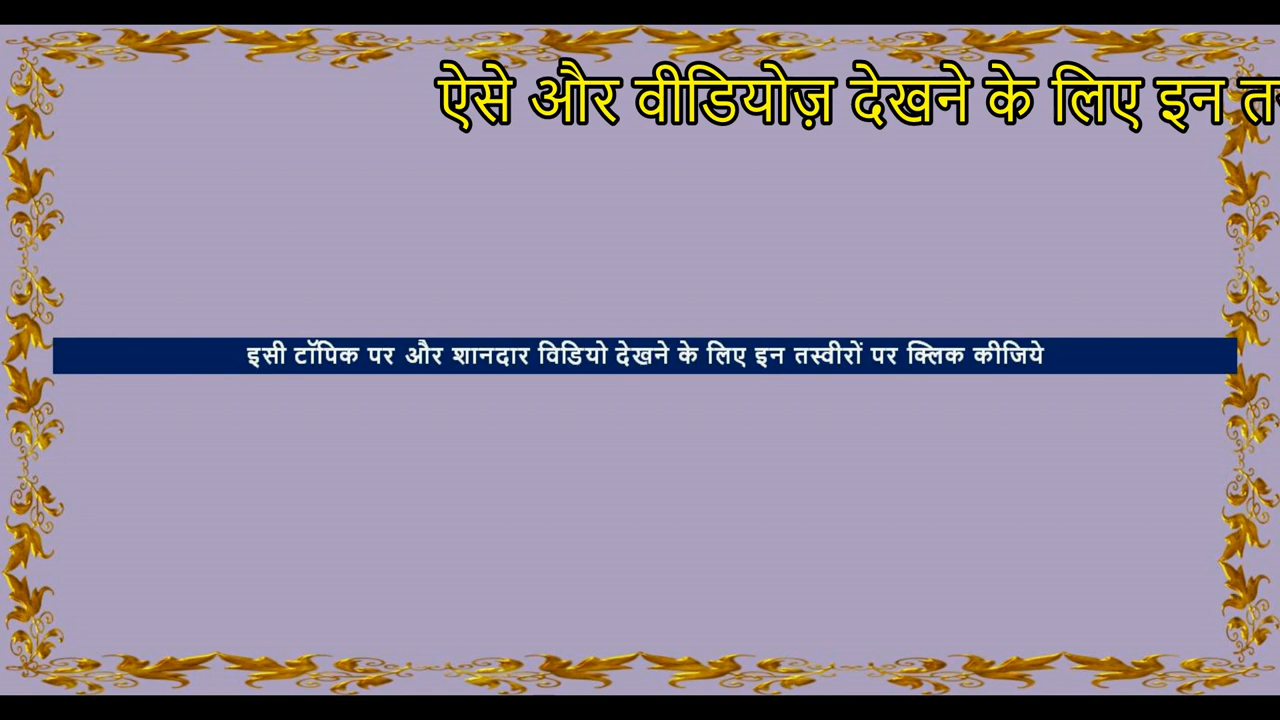 ऐसे और वीडियोज़ देखने के लिए इन
इसी टॉपिक पर और शानदार विडियो देखने के लिए इन तस्वीरों पर क्लिक कीजिये